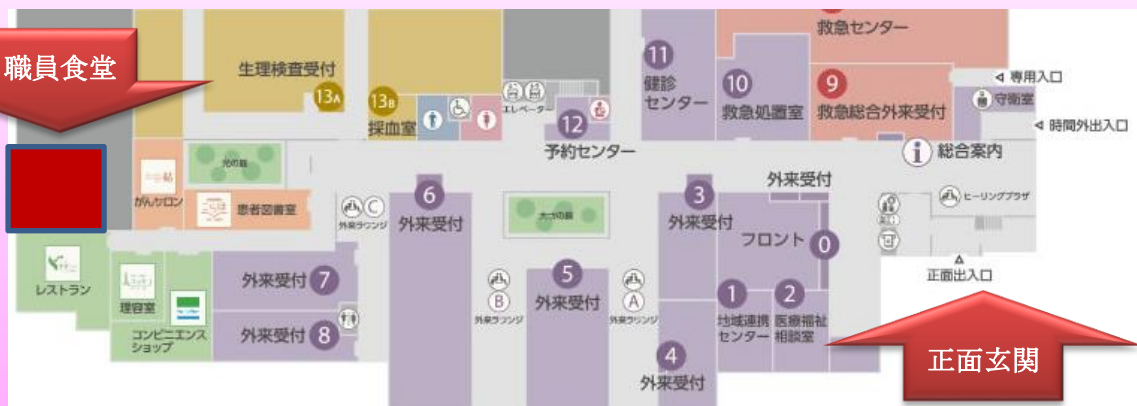 職員食堂
生理検査受付
13A
13B
採血室
エレベーター
12
予約センター
11
健診
センター
10
救急処置室
救急センター
9
救急総合外来受付
専用入口
守衛室
時間外出入口
i
総合案内
ヒーリングプラザ
正面出入口
正面玄関
がんサロン
結
光の庭
患者図書室
C
外来ラウンジ
6
外来受付
大地の庭
3
外来受付
外来受付
フロント
0
レストラン
理容室
コンビニエンス
ショップ
外来受付
7
外来受付
8
B
外来ラウンジ
5
外来受付
A
外来ラウンジ
4
外来受付
1
地域連携
センター
2
医療福祉
相談室